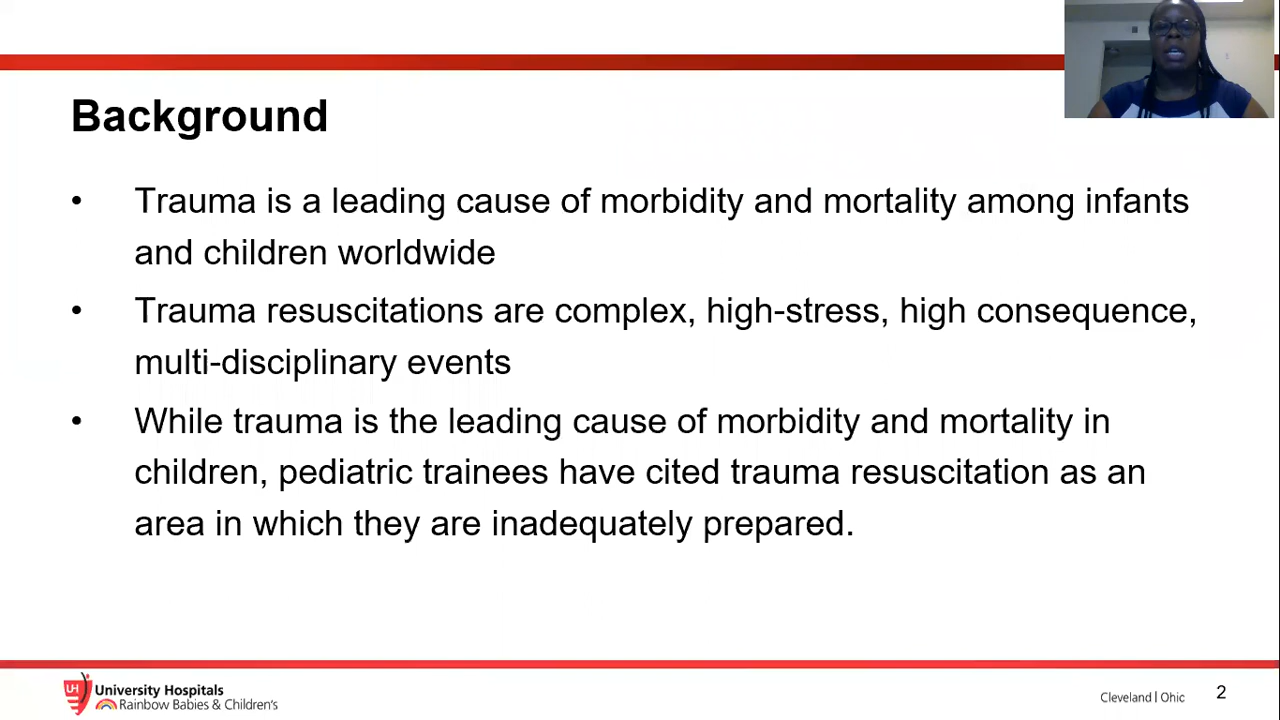 Background
• Trauma is a leading cause of morbidity and mortality among infants
and children worldwide
• Trauma resuscitations are complex, high-stress, high consequence,
multi-disciplinary events
• While trauma is the leading cause of morbidity and mortality in
children, pediatric trainees have cited trauma resuscitation as an
area in which they are inadequately prepared.
UH University Hospitals
Rainbow Babies & Children's
Cleveland | Ohio
2